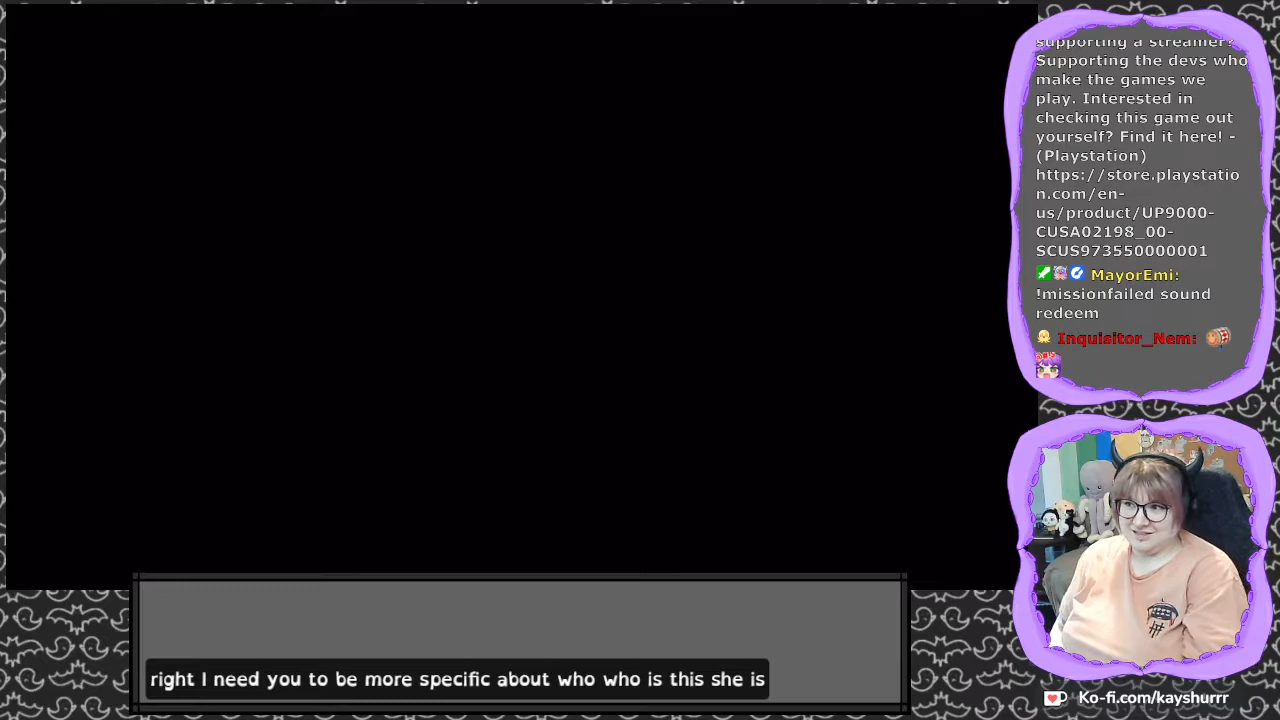 supporting a streamer?
Supporting the devs who
make the games we
play. Interested in
checking this game out
yourself? Find it here! -
(Playstation)
https://store.playstatio
n.com/en-
us/product/UP9000-
CUSA02198_00-
SCUS973550000001
MayorEmi:
!missionfailed sound
redeem
Inquisitor_Nem:
right I need you to be more specific about who who is this she is
Ko-fi.com/kayshurrr